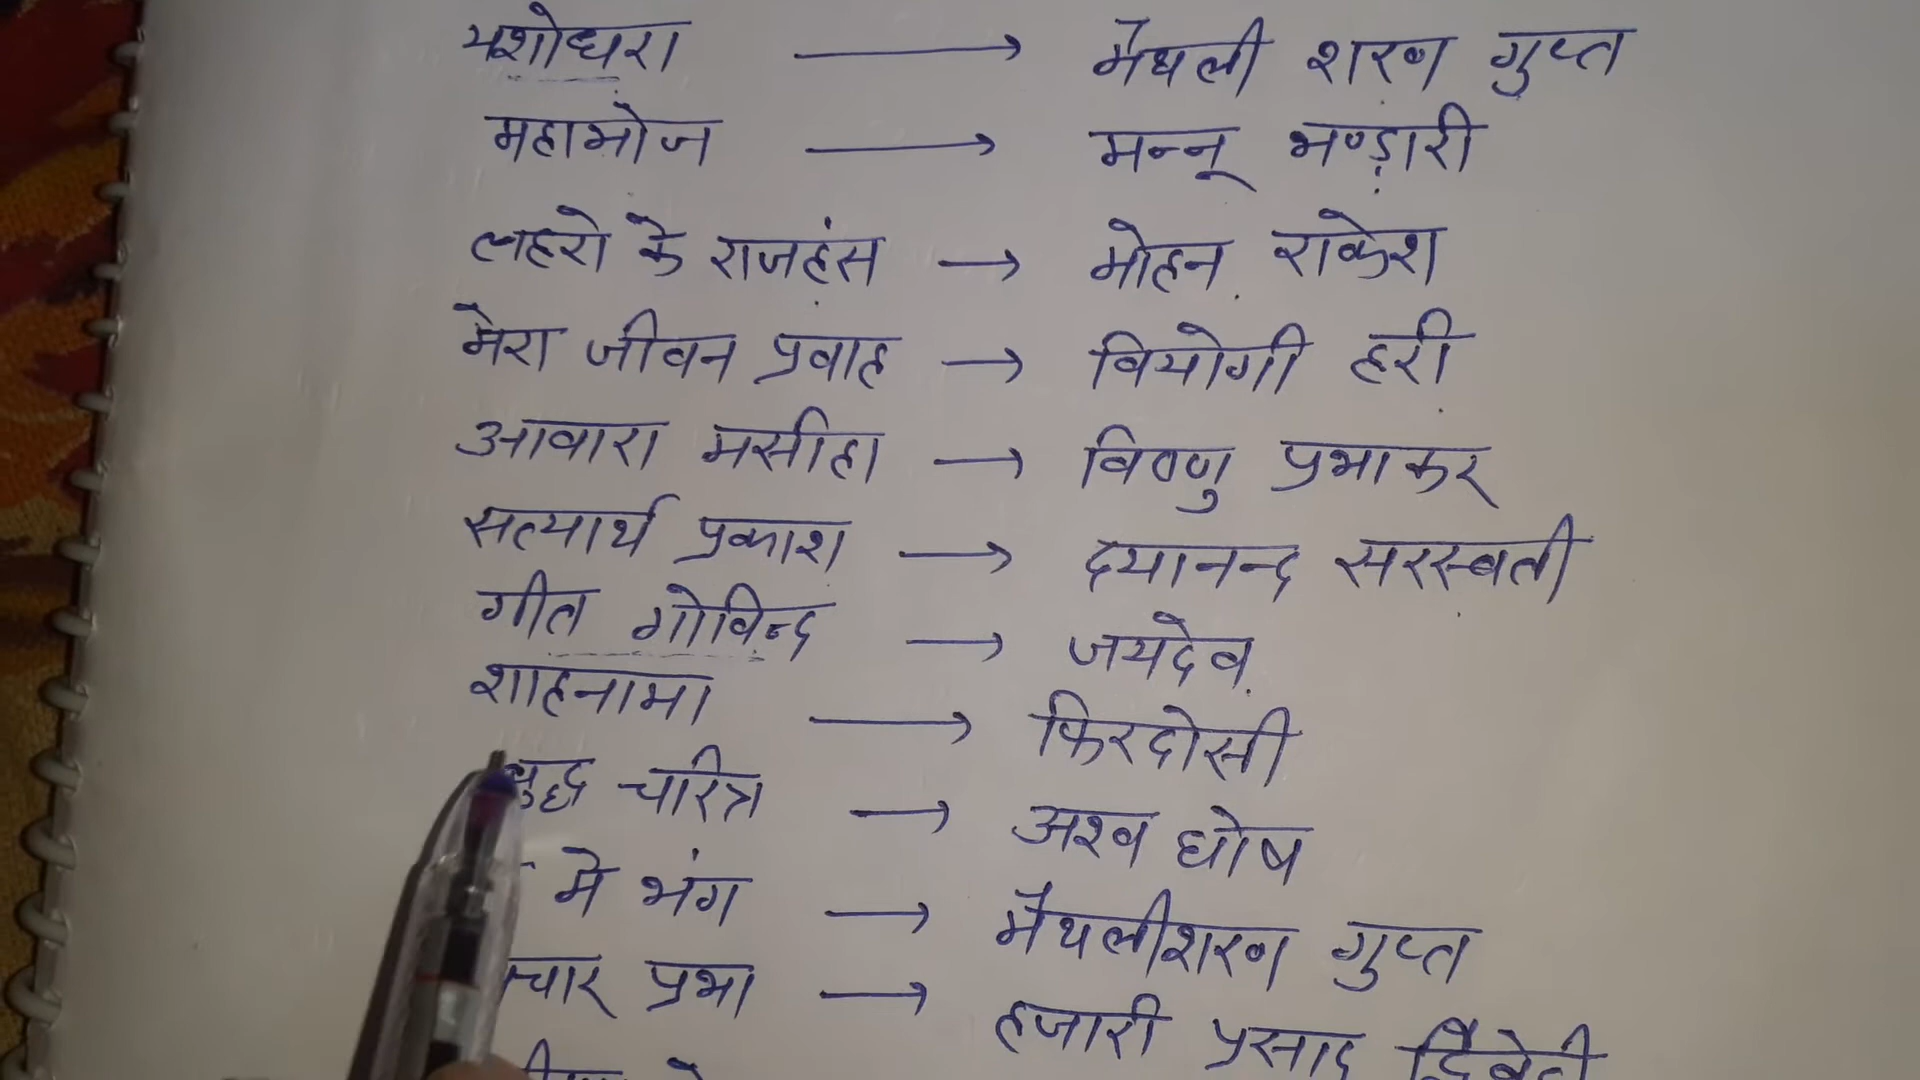 यशोधरा → मैथली शरण गुप्त
महाभोज → मन्नू भण्ड़ारी
लहरो के राजहंस → मोहन राकेश
मेरा जीवन प्रवाह → वियोगी हरी
आवारा मसीहा → विष्णु प्रभाकर
सत्यार्थ प्रकाश → दयानन्द सरस्वती
गीत गोविन्द → जयदेव
शाहनामा → फिरदोसी
बुद्ध चरित्र → अश्व घोष
मे भंग → मैथलीशरण गुप्त
चार प्रभा → हजारी प्रसाद द्विवेदी